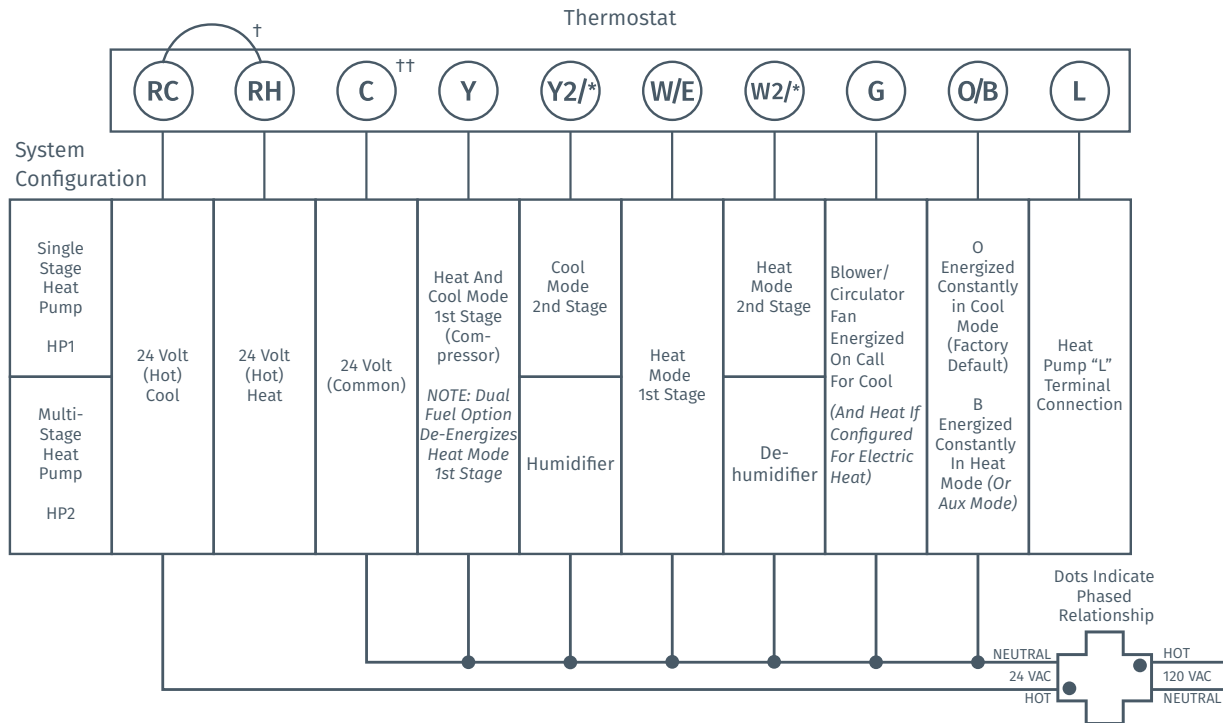 Thermostat
†
RC
RH
C
††
Y
Y2/*
W/E
W2/*
G
O/B
L
System
Configuration
Single
Stage
Heat
Pump
HP1
Multi-
Stage
Heat
Pump
HP2
24 Volt
(Hot)
Cool
24 Volt
(Hot)
Heat
24 Volt
(Common)
Heat And
Cool Mode
1st Stage
(Com-
pressor)
NOTE: Dual
Fuel Option
De-Energizes
Heat Mode
1st Stage
Cool
Mode
2nd Stage
Humidifier
Heat
Mode
1st Stage
Heat
Mode
2nd Stage
De-
humidifier
Blower/
Circulator
Fan
Energized
On Call
For Cool
(And Heat If
Configured
For Electric
Heat)
O
Energized
Constantly
in Cool
Mode
(Factory
Default)
B
Energized
Constantly
In Heat
Mode (Or
Aux Mode)
Heat
Pump “L”
Terminal
Connection
Dots Indicate
Phased
Relationship
NEUTRAL
24 VAC
HOT
HOT
120 VAC
NEUTRAL